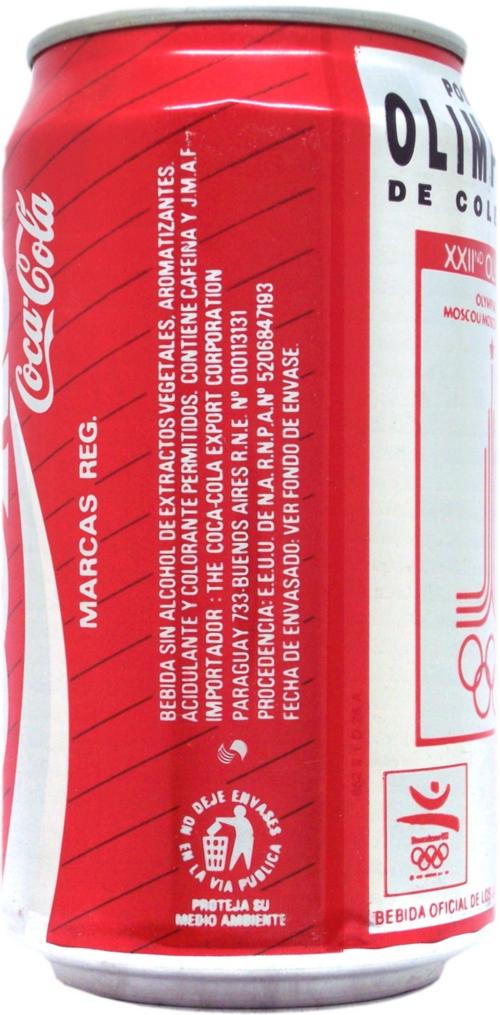 Coca-Cola
MARCAS REG.
BEBIDA SIN ALCOHOL DE EXTRACTOS VEGETALES, AROMATIZANTES,
ACIDULANTE Y COLORANTE PERMITIDOS. CONTIENE CAFEINA Y J.M.A.F.
IMPORTADOR : THE COCA-COLA EXPORT CORPORATION
PARAGUAY 733-BUENOS AIRES R.N.E. Nº 010113131
PROCEDENCIA: E.E.U.U. DE N.A. R.N.P.A.Nº 5206847193
FECHA DE ENVASADO: VER FONDO DE ENVASE.
NO DEJE ENVASES
EN LA VIA PUBLICA
PROTEJA SU
MEDIO AMBIENTE
OLIM
DE COL
XXIIND
MOSCOU
BEBIDA OFICIAL DE LOS